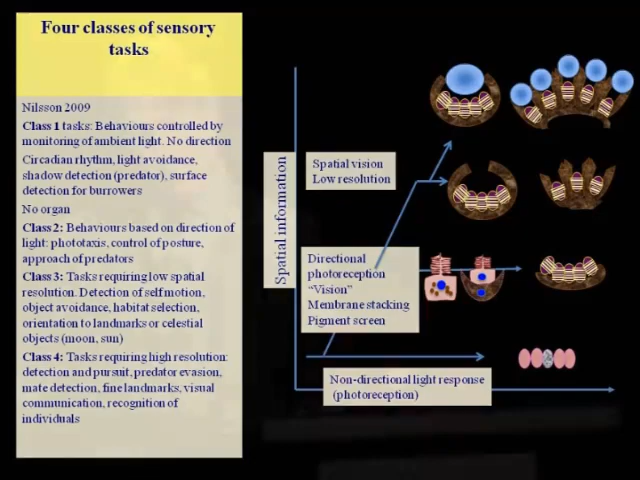 Four classes of sensory
tasks
Nilsson 2009
Class 1 tasks: Behaviours controlled by
monitoring of ambient light. No direction
Circadian rhythm, light avoidance,
shadow detection (predator), surface
detection for burrowers
No organ
Class 2: Behaviours based on direction of
light: phototaxis, control of posture,
approach of predators
Class 3: Tasks requiring low spatial
resolution. Detection of self motion,
object avoidance, habitat selection,
orientation to landmarks or celestial
objects (moon, sun)
Class 4: Tasks requiring high resolution:
detection and pursuit, predator evasion,
mate detection, fine landmarks, visual
communication, recognition of
individuals
Spatial information
Spatial vision
Low resolution
Directional
photoreception
“Vision”
Membrane stacking
Pigment screen
Non-directional light response
(photoreception)